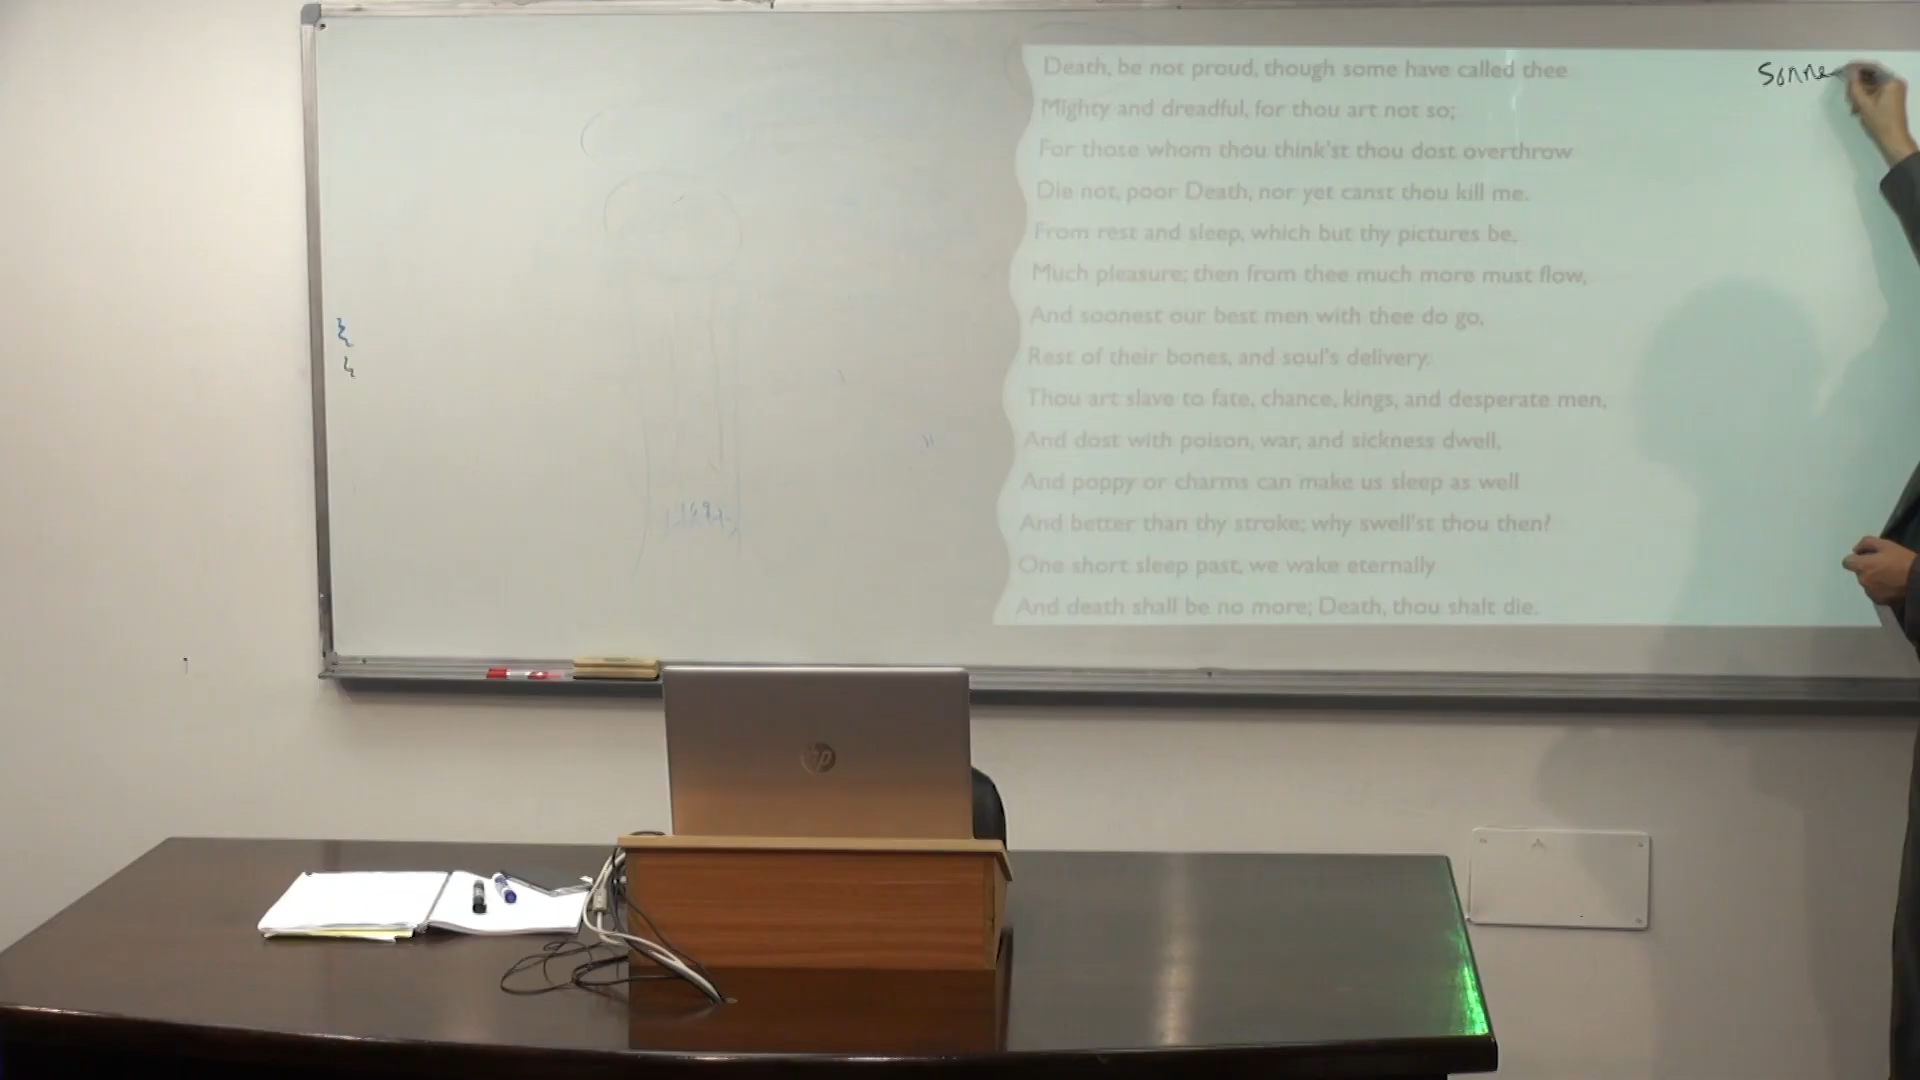 Death, be not proud, though some have called thee
Mighty and dreadful, for thou art not so;
For those whom thou think'st thou dost overthrow
Die not, poor Death, nor yet canst thou kill me.
From rest and sleep, which but thy pictures be,
Much pleasure; then from thee much more must flow,
And soonest our best men with thee do go,
Rest of their bones, and soul's delivery.
Thou art slave to fate, chance, kings, and desperate men,
And dost with poison, war, and sickness dwell,
And poppy or charms can make us sleep as well
And better than thy stroke; why swell'st thou then?
One short sleep past, we wake eternally
And death shall be no more; Death, thou shalt die.
Sonne
hp